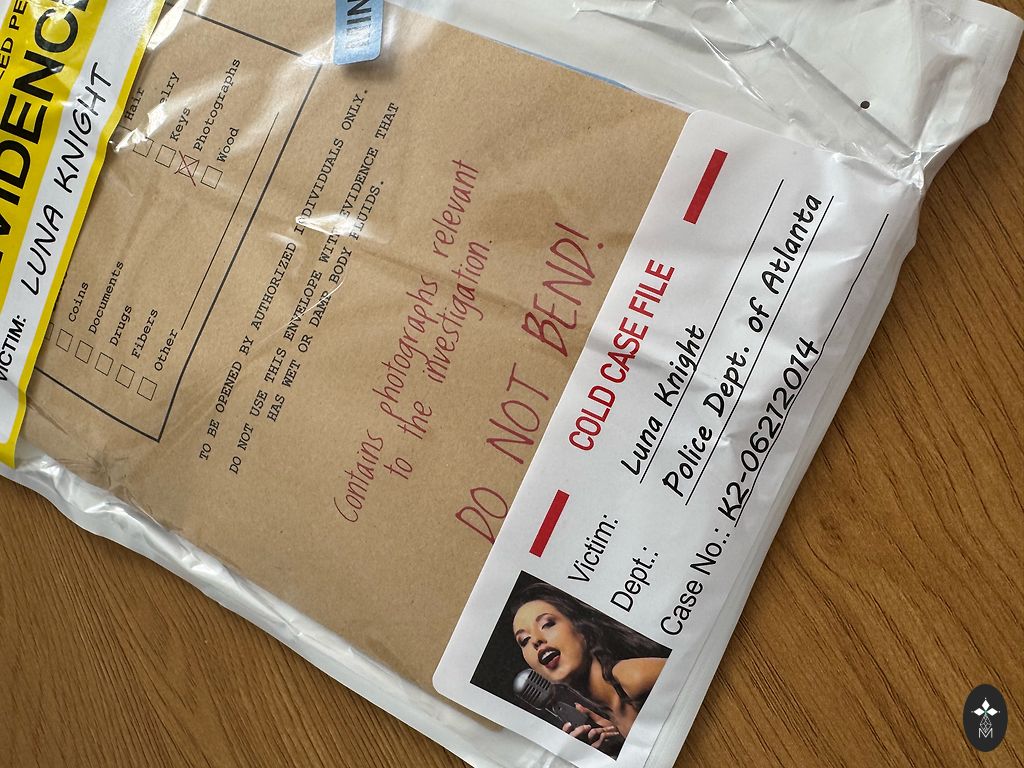 EVIDENCE
VICTIM: LUNA KNIGHT
Hair
Keys
Photographs
Wood
Coins
Documents
Drugs
Fibers
Other
TO BE OPENED BY AUTHORIZED INDIVIDUALS ONLY.
DO NOT USE THIS ENVELOPE WITH EVIDENCE THAT
HAS WET OR DAMP BODY FLUIDS.
Contains photographs relevant
to the investigation.
DO NOT BEND!
COLD CASE FILE
Victim: Luna Knight
Dept.: Police Dept. of Atlanta
Case No.: K2-06212014
M